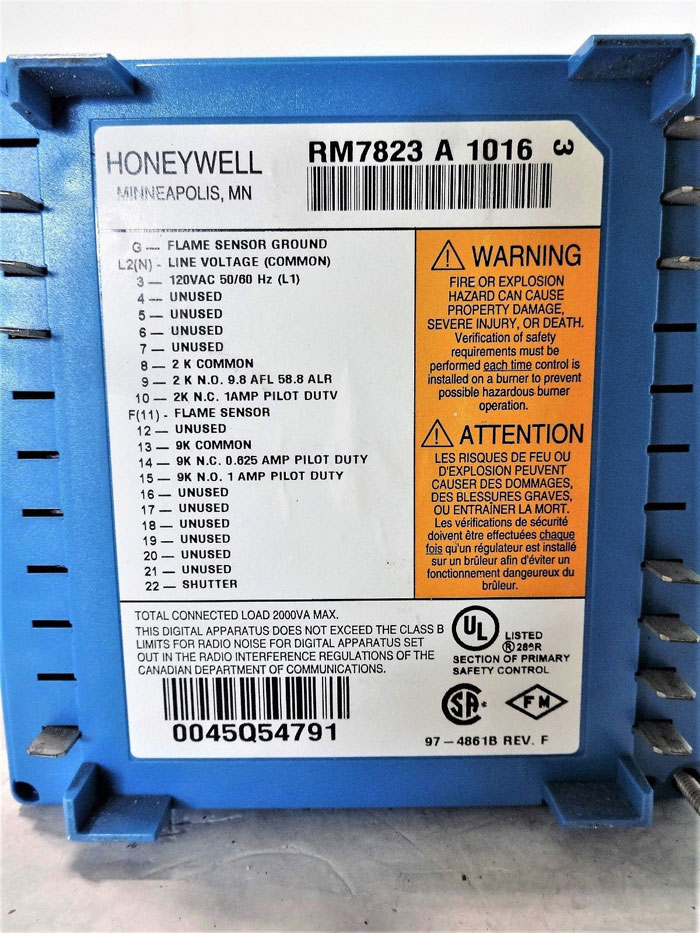 HONEYWELL
MINNEAPOLIS, MN
RM7823 A 1016 3
G — FLAME SENSOR GROUND
L2(N) - LINE VOLTAGE (COMMON)
3 — 120VAC 50/60 Hz (L1)
4 — UNUSED
5 — UNUSED
6 — UNUSED
7 — UNUSED
8 — 2 K COMMON
9 — 2 K N.O. 9.8 AFL 58.8 ALR
10 — 2K N.C. 1AMP PILOT DUTV
F(11) - FLAME SENSOR
12 — UNUSED
13 — 9K COMMON
14 — 9K N.C. 0.625 AMP PILOT DUTY
15 — 9K N.O. 1 AMP PILOT DUTY
16 — UNUSED
17 — UNUSED
18 — UNUSED
19 — UNUSED
20 — UNUSED
21 — UNUSED
22 — SHUTTER
WARNING
FIRE OR EXPLOSION
HAZARD CAN CAUSE
PROPERTY DAMAGE,
SEVERE INJURY, OR DEATH.
Verification of safety
requirements must be
performed each time control is
installed on a burner to prevent
possible hazardous burner
operation.
ATTENTION
LES RISQUES DE FEU OU
D'EXPLOSION PEUVENT
CAUSER DES DOMMAGES,
DES BLESSURES GRAVES,
OU ENTRAÎNER LA MORT.
Les vérifications de sécurité
doivent être effectuées chaque
fois qu'un régulateur est installé
sur un brûleur afin d'éviter un
fonctionnement dangeureux du
brûleur.
TOTAL CONNECTED LOAD 2000VA MAX.
THIS DIGITAL APPARATUS DOES NOT EXCEED THE CLASS B
LIMITS FOR RADIO NOISE FOR DIGITAL APPARATUS SET
OUT IN THE RADIO INTERFERENCE REGULATIONS OF THE
CANADIAN DEPARTMENT OF COMMUNICATIONS.
0045Q54791
UL
LISTED
® 268R
SECTION OF PRIMARY
SAFETY CONTROL
SA
FM
97-4861B REV. F